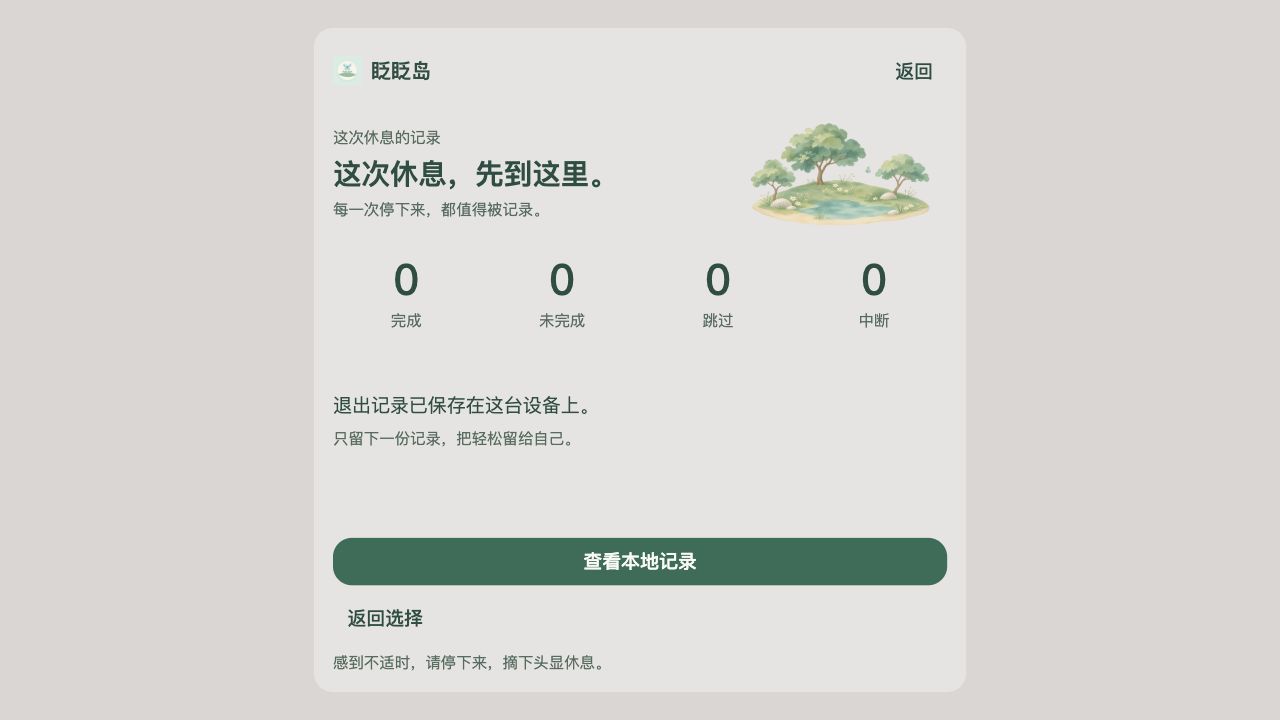 眨眨岛
返回
这次休息的记录
这次休息，先到这里。
每一次停下来，都值得被记录。
0 0 0 0
完成 未完成 跳过 中断
退出记录已保存在这台设备上。
只留下一份记录，把轻松留给自己。
查看本地记录
返回选择
感到不适时，请停下来，摘下头显休息。